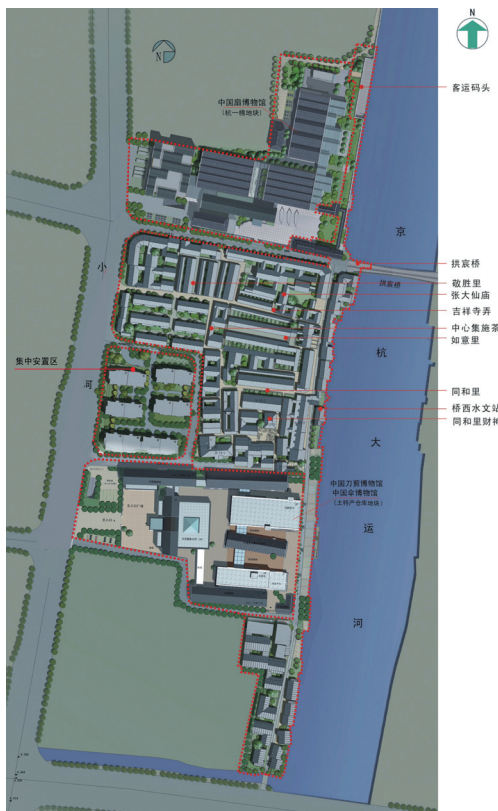 N
N
客运码头
中国扇博物馆
(杭一棉地块)
京
杭
大
运
河
小
河
拱宸桥
拱宸桥
敬胜里
张大仙庙
吉祥寺弄
中心集施茶
如意里
集中安置区
同和里
桥西水文站
同和里财神
中国刀剪博物馆
中国伞博物馆
(土特产仓库地块)